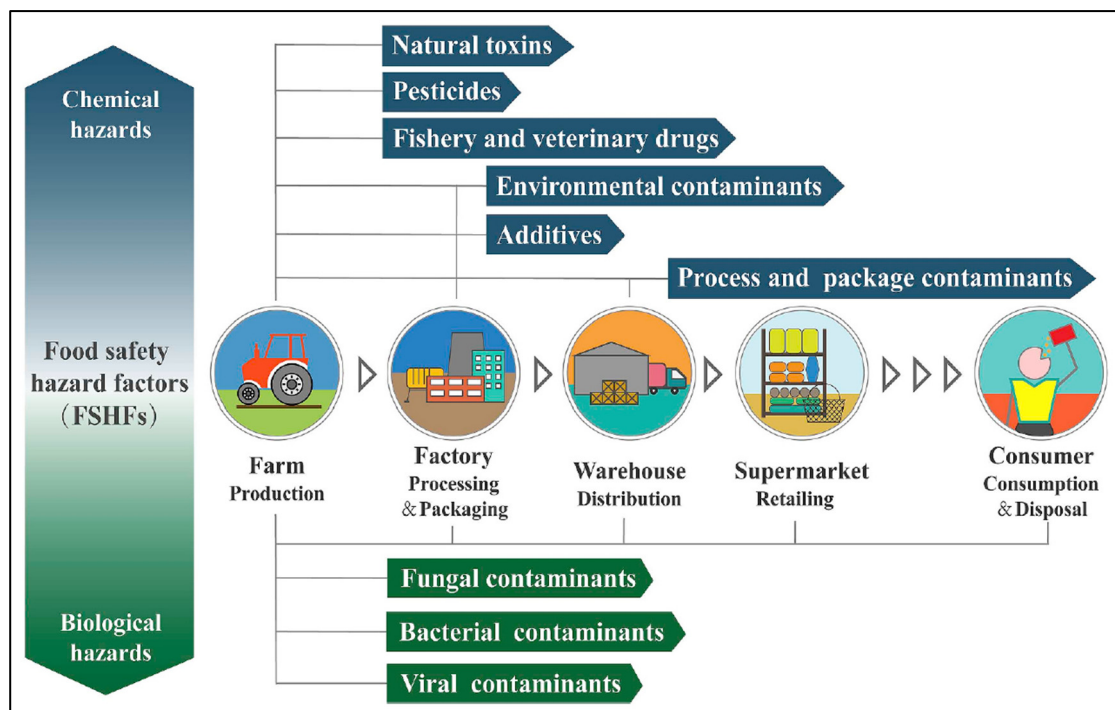 Chemical
hazards
Food safety
hazard factors
(FSHFs)
Biological
hazards
Natural toxins
Pesticides
Fishery and veterinary drugs
Environmental contaminants
Additives
Process and package contaminants
Farm
Production
Factory
Processing
&Packaging
Warehouse
Distribution
Supermarket
Retailing
Consumer
Consumption
&Disposal
Fungal contaminants
Bacterial contaminants
Viral contaminants